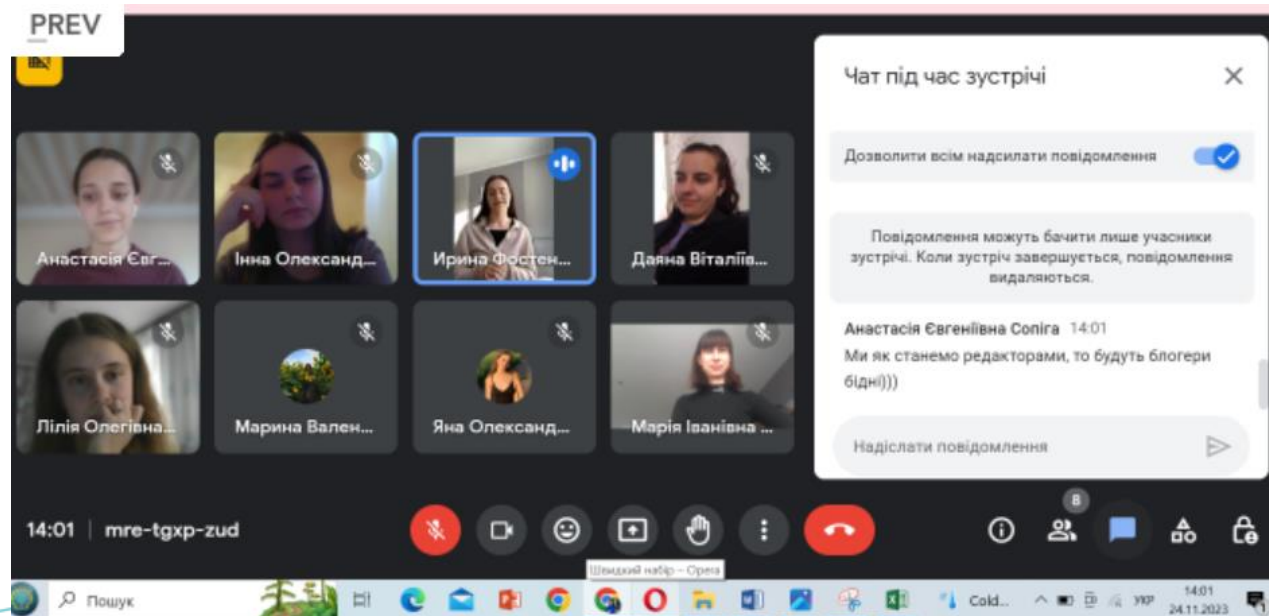 PREV
Чат під час зустрічі
Дозволити всім надсилати повідомлення
Повідомлення можуть бачити лише учасники
зустрічі. Коли зустріч завершується, повідомлення
видаляються.
Анастасія Євгеніївна Сопіга 14:01
Ми як станемо редакторами, то будуть блогери
бідні)))
Надіслати повідомлення
Анастасія Євг...
Інна Олександ...
Ирина Фостен...
Даяна Віталіїв...
Лілія Олегівна...
Марина Вален...
Яна Олександ...
Марія Іванівна ...
14:01 | mre-tgxp-zud
8
Швидкий набір – Opera
Пошук
Cold...
УКР
14:01
24.11.2023